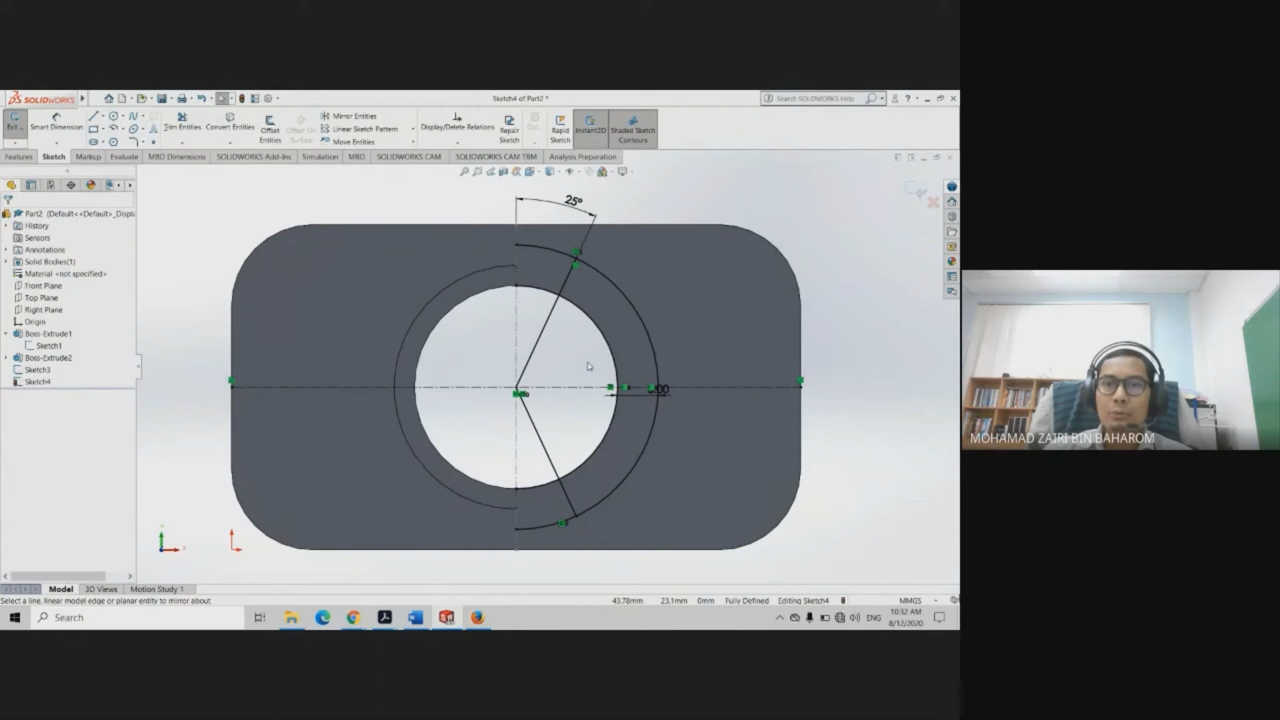 SOLIDWORKS
Sketch4 of Part2 *
Search SOLIDWORKS Help
Exit...
Smart Dimension
Trim Entities
Convert Entities
Offset Entities
Mirror Entities
Linear Sketch Pattern
Move Entities
Display/Delete Relations
Repair Sketch
Rapid Sketch
Instant2D
Shaded Sketch Contours
Features
Sketch
Markup
Evaluate
MBD Dimensions
SOLIDWORKS Add-Ins
Simulation
MBD
SOLIDWORKS CAM
SOLIDWORKS CAM TBM
Analysis Preparation
Part2 (Default<<Default>_Displa
History
Sensors
Annotations
Solid Bodies(1)
Material <not specified>
Front Plane
Top Plane
Right Plane
Origin
Boss-Extrude1
Sketch1
Boss-Extrude2
Sketch3
Sketch4
25°
MOHAMAD ZAIRI BIN BAHAROM
Model
3D Views
Motion Study 1
Select a line, linear model edge or planar entity to mirror about
43.78mm
23.1mm
0mm
Fully Defined
Editing Sketch4
MMGS
Search
ENG
10:32 AM
8/12/2020